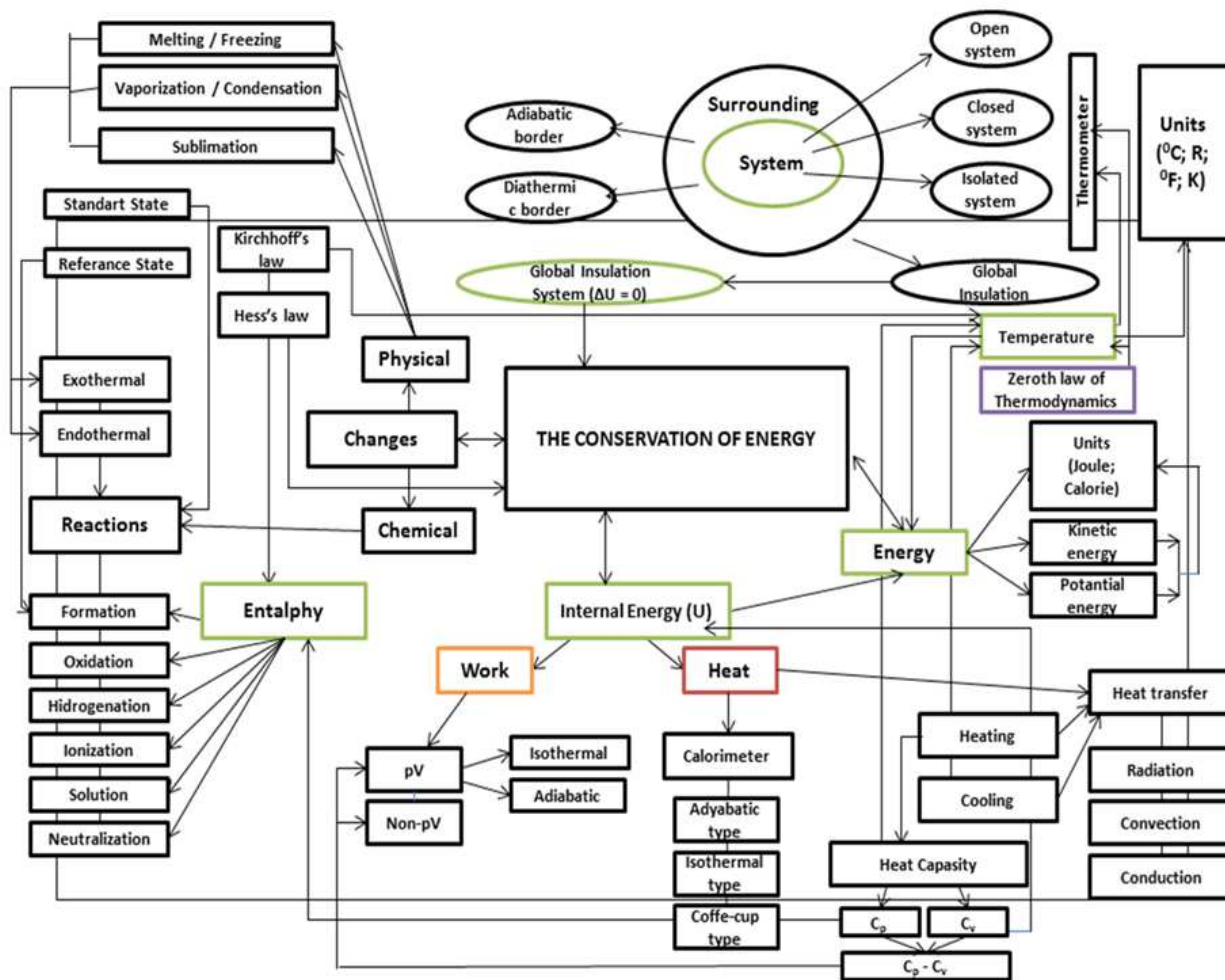 Melting / Freezing
Vaporization / Condensation
Sublimation
Open
system
Surrounding
Adiabatic
border
Closed
system
System
Diathermi
c border
Isolated
system
Thermometer
Units
(⁰C; R;
⁰F; K)
Standart State
Referance State
Kirchhoff's
law
Hess's law
Global Insulation
System (ΔU = 0)
Global
Insulation
Temperature
Zeroth law of
Thermodynamics
Physical
Exothermal
Endothermal
Changes
THE CONSERVATION OF ENERGY
Units
(Joule;
Calorie)
Reactions
Chemical
Energy
Kinetic
energy
Potantial
energy
Formation
Entalphy
Internal Energy (U)
Oxidation
Work
Heat
Hidrogenation
Heat transfer
Ionization
pV
Isothermal
Calorimeter
Heating
Radiation
Solution
Adiabatic
Cooling
Neutralization
Non-pV
Adyabatic
type
Convection
Isothermal
type
Heat Capasity
Conduction
Coffe-cup
type
Cₚ
Cᵥ
Cₚ - Cᵥ